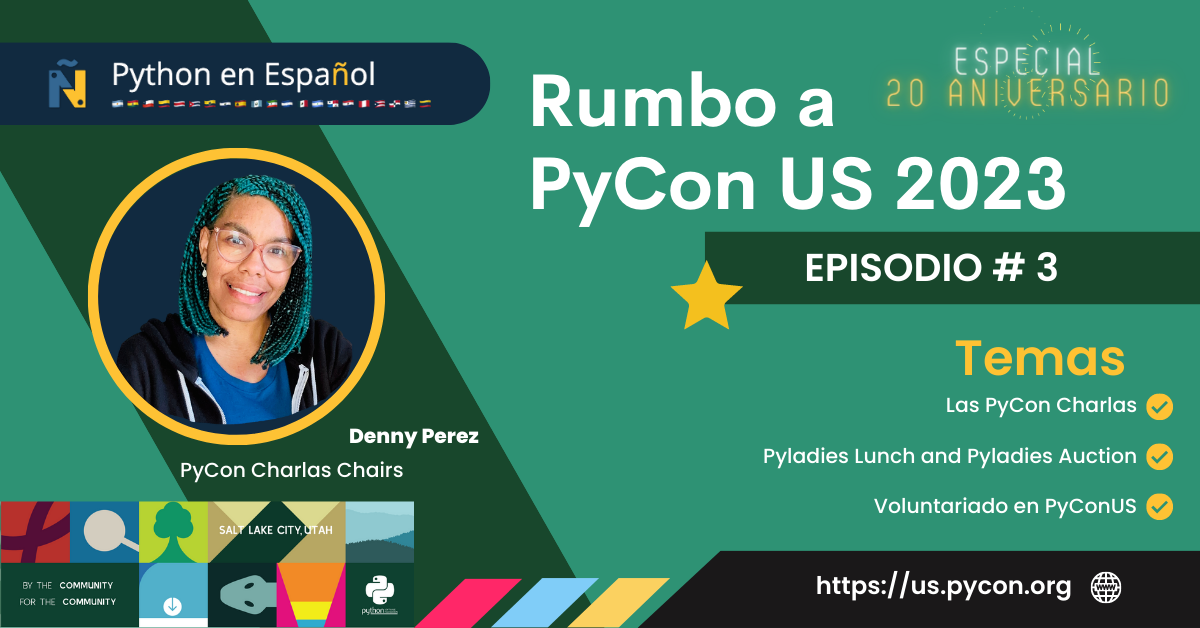 Python en Español
Rumbo a
PyCon US 2023
ESPECIAL
20 ANIVERSARIO
EPISODIO # 3
Denny Perez
PyCon Charlas Chairs
Temas
Las PyCon Charlas
Pyladies Lunch and Pyladies Auction
Voluntariado en PyConUS
SALT LAKE CITY, UTAH
BY THE COMMUNITY
FOR THE COMMUNITY
python
https://us.pycon.org